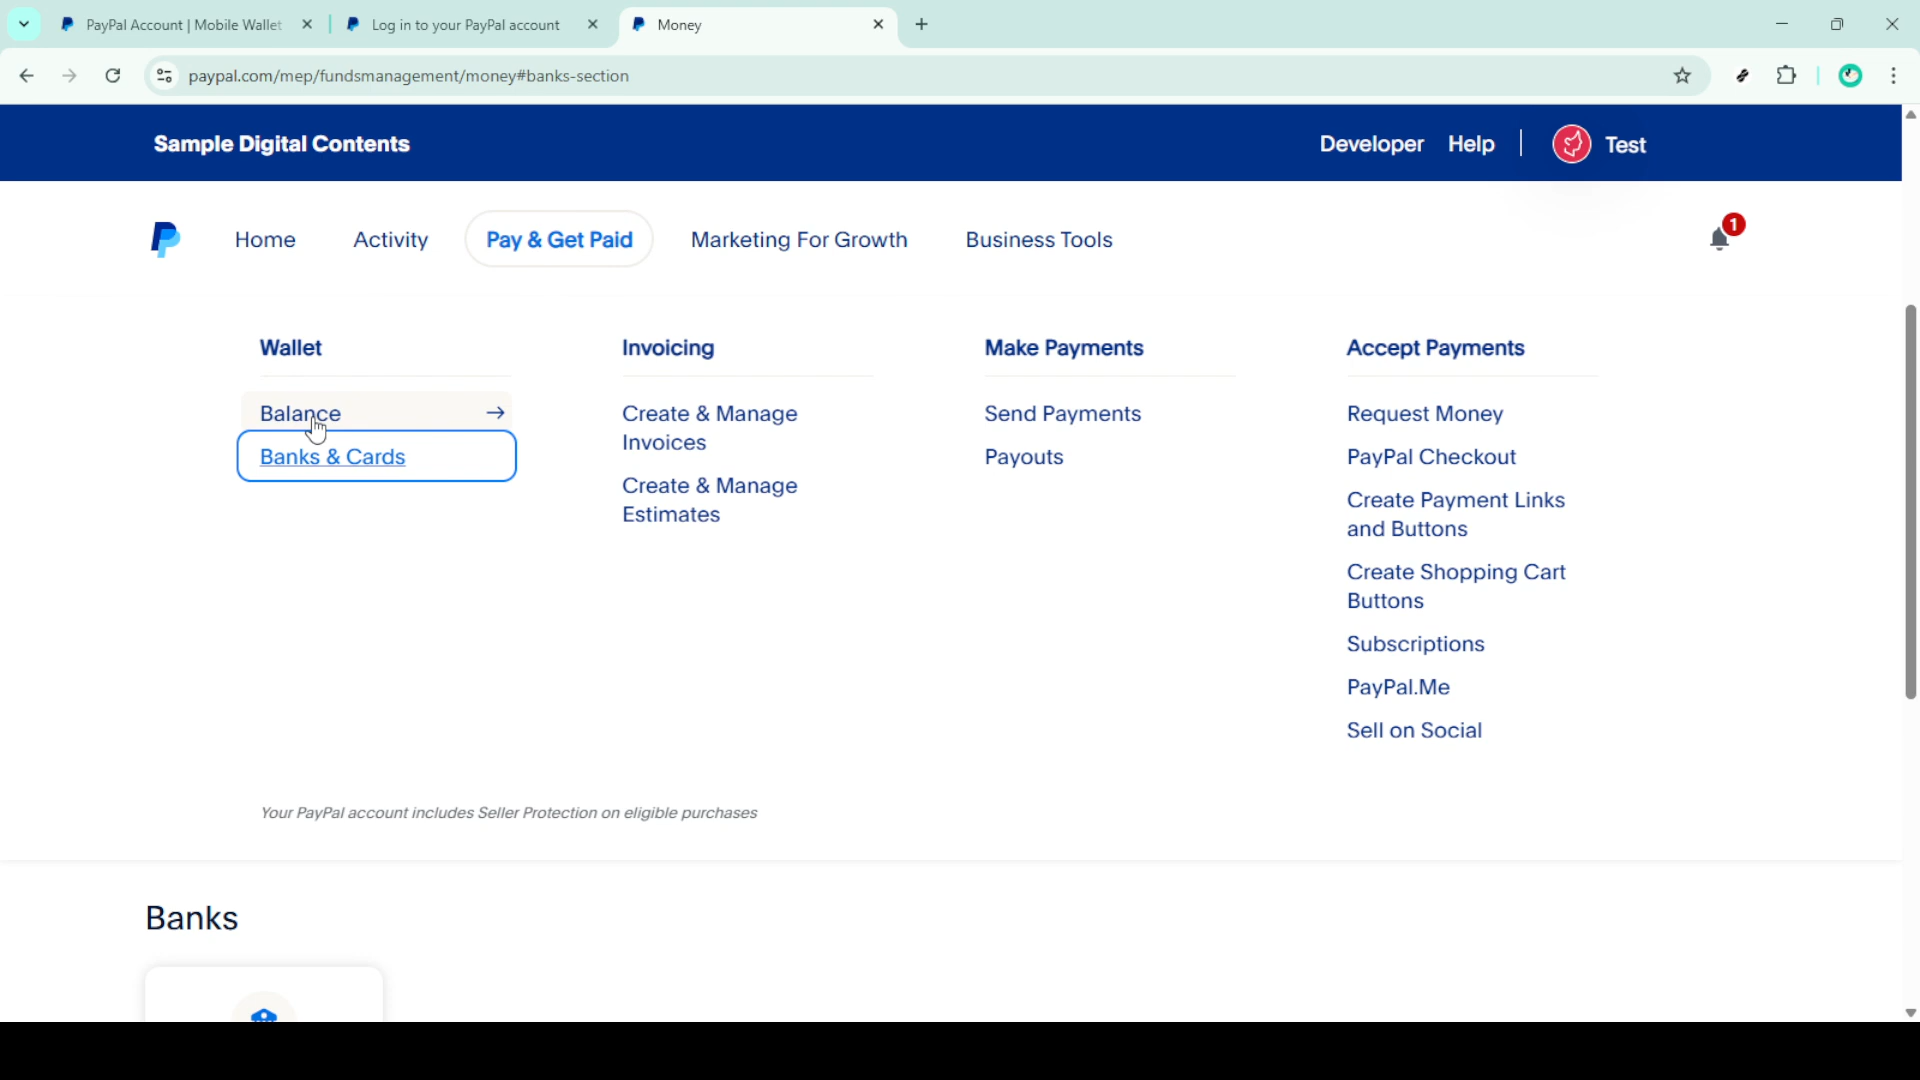 PayPal Account | Mobile Wallet
Log in to your PayPal account
Money
paypal.com/mep/fundsmanagement/money#banks-section
Sample Digital Contents
Developer
Help
Test
Home
Activity
Pay & Get Paid
Marketing For Growth
Business Tools
1
Wallet
Balance
Banks & Cards
Invoicing
Create & Manage
Invoices
Create & Manage
Estimates
Make Payments
Send Payments
Payouts
Accept Payments
Request Money
PayPal Checkout
Create Payment Links
and Buttons
Create Shopping Cart
Buttons
Subscriptions
PayPal.Me
Sell on Social
Your PayPal account includes Seller Protection on eligible purchases
Banks